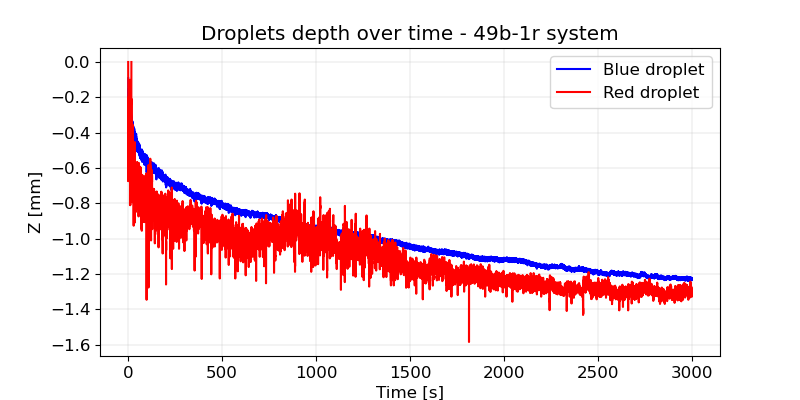 Droplets depth over time - 49b-1r system
Blue droplet
Red droplet
0.0
−0.2
−0.4
−0.6
−0.8
−1.0
−1.2
−1.4
−1.6
Z [mm]
0 500 1000 1500 2000 2500 3000
Time [s]